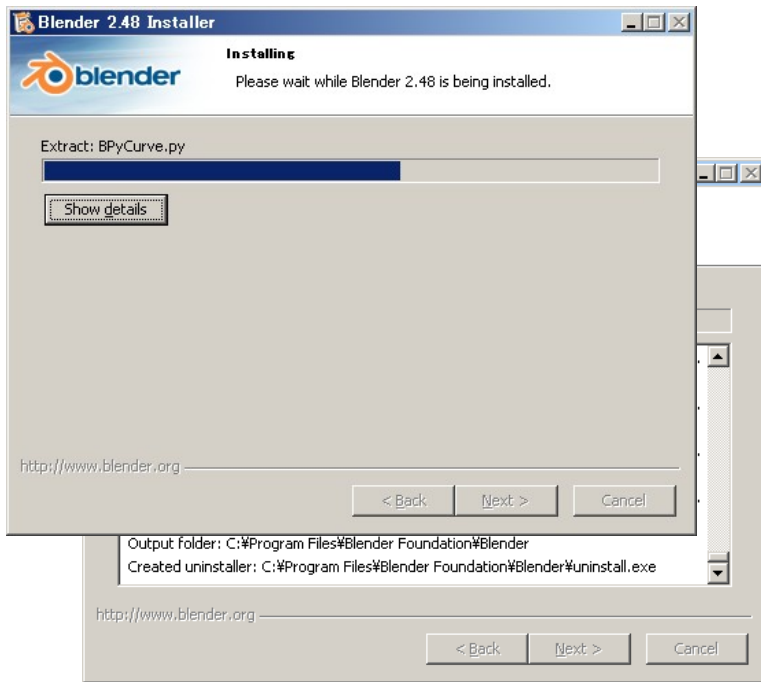 Blender 2.48 Installer
blender
Installing
Please wait while Blender 2.48 is being installed.
Extract: BPyCurve.py
Show details
http://www.blender.org
< Back
Next >
Cancel
Output folder: C:¥Program Files¥Blender Foundation¥Blender
Created uninstaller: C:¥Program Files¥Blender Foundation¥Blender¥uninstall.exe
http://www.blender.org
< Back
Next >
Cancel